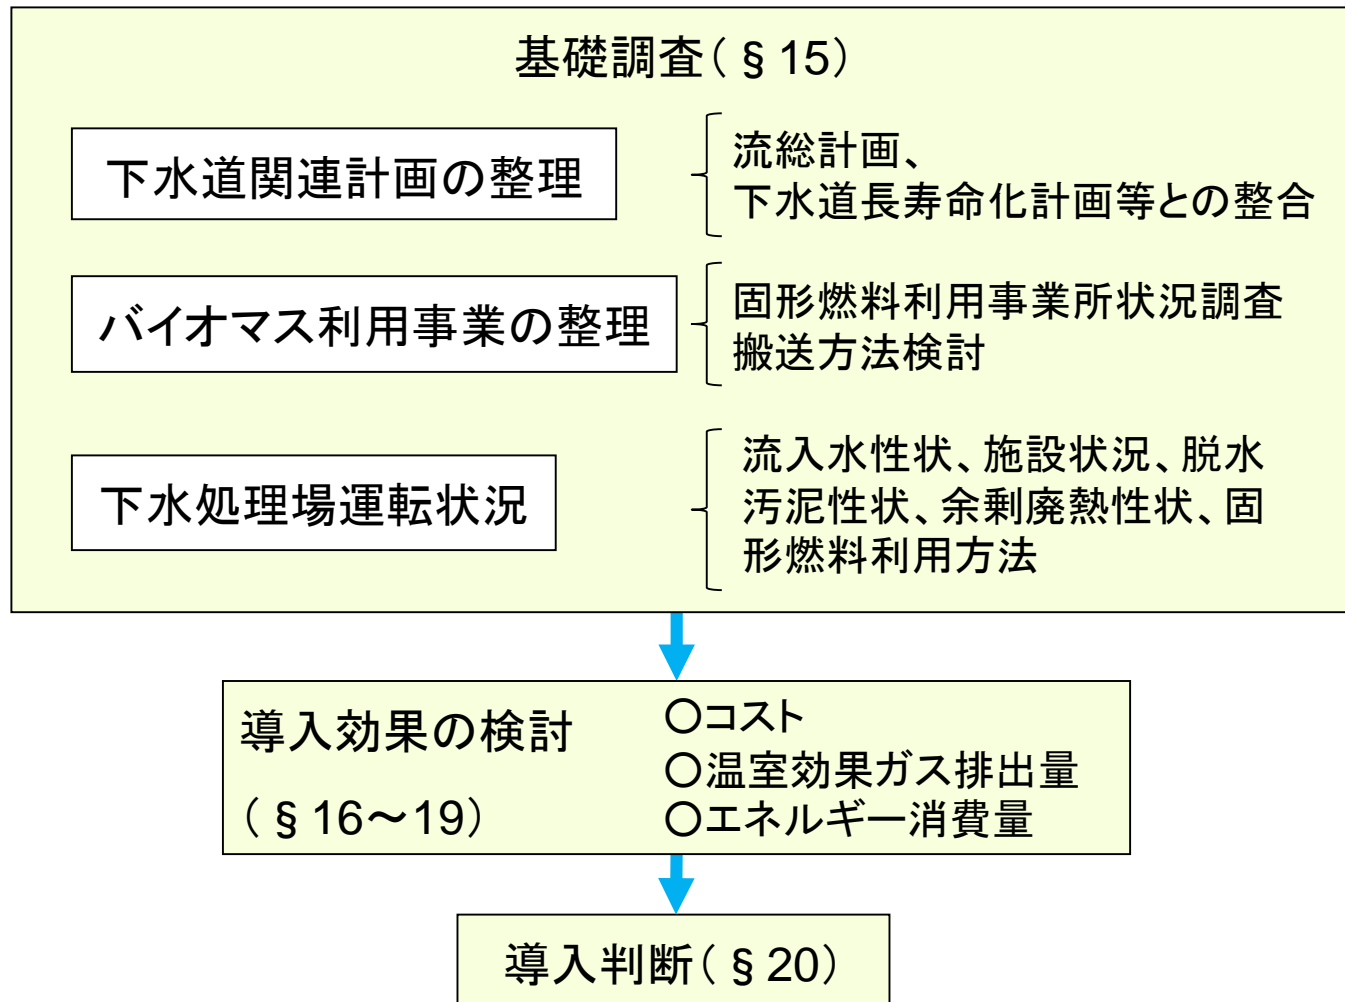 基礎調査(§15)
下水道関連計画の整理
流総計画、
下水道長寿命化計画等との整合
バイオマス利用事業の整理
固形燃料利用事業所状況調査
搬送方法検討
下水処理場運転状況
流入水性状、施設状況、脱水
汚泥性状、余剰廃熱性状、固
形燃料利用方法
導入効果の検討
(§16～19)
〇コスト
〇温室効果ガス排出量
〇エネルギー消費量
導入判断(§20)